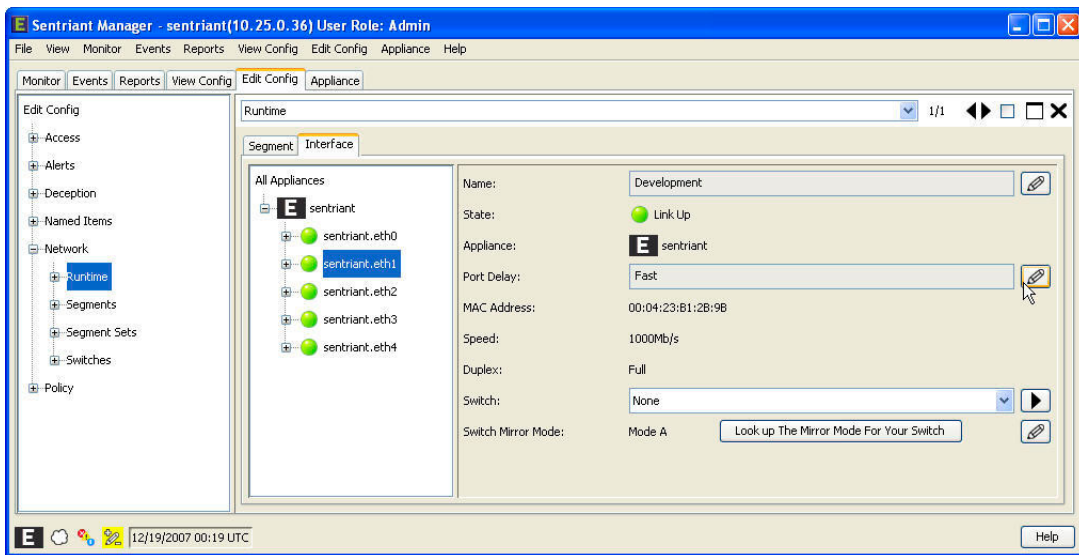 E Sentriant Manager - sentriant(10.25.0.36) User Role: Admin
File View Monitor Events Reports View Config Edit Config Appliance Help
Monitor Events Reports View Config Edit Config Appliance
Edit Config
Access
Alerts
Deception
Named Items
Network
Runtime
Segments
Segment Sets
Switches
Policy
Runtime 1/1
Segment Interface
All Appliances
E sentriant
sentriant.eth0
sentriant.eth1
sentriant.eth2
sentriant.eth3
sentriant.eth4
Name: Development
State: Link Up
Appliance: E sentriant
Port Delay: Fast
MAC Address: 00:04:23:B1:2B:9B
Speed: 1000Mb/s
Duplex: Full
Switch: None
Switch Mirror Mode: Mode A Look up The Mirror Mode For Your Switch
E 12/19/2007 00:19 UTC Help